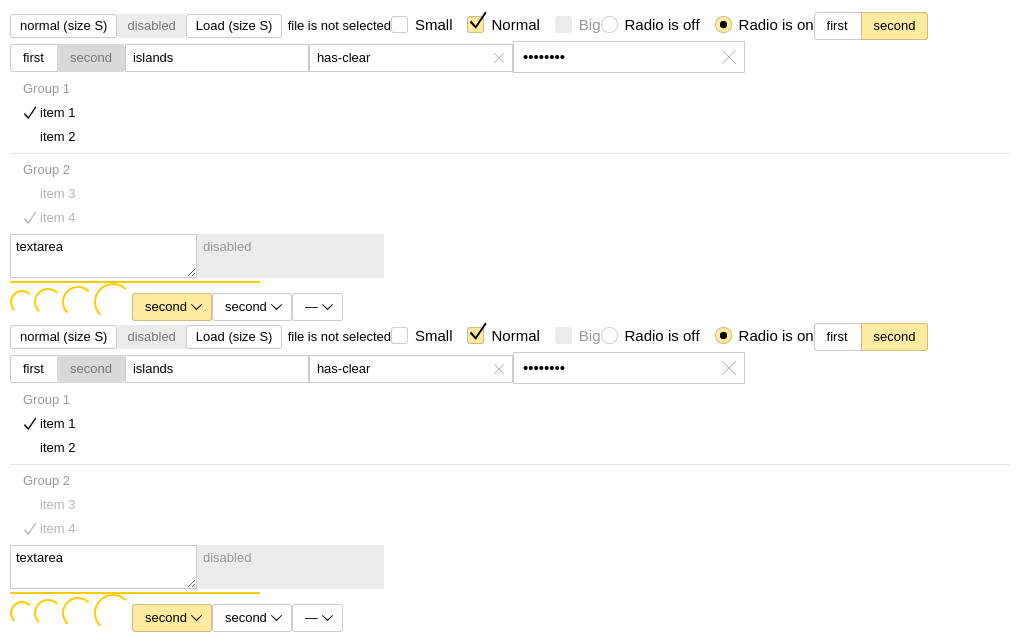 normal (size S) disabled Load (size S) file is not selected Small Normal Big Radio is off Radio is on first second
first second islands has-clear ••••••••
Group 1
item 1
item 2
Group 2
item 3
item 4
textarea disabled
second second —
normal (size S) disabled Load (size S) file is not selected Small Normal Big Radio is off Radio is on first second
first second islands has-clear ••••••••
Group 1
item 1
item 2
Group 2
item 3
item 4
textarea disabled
second second —